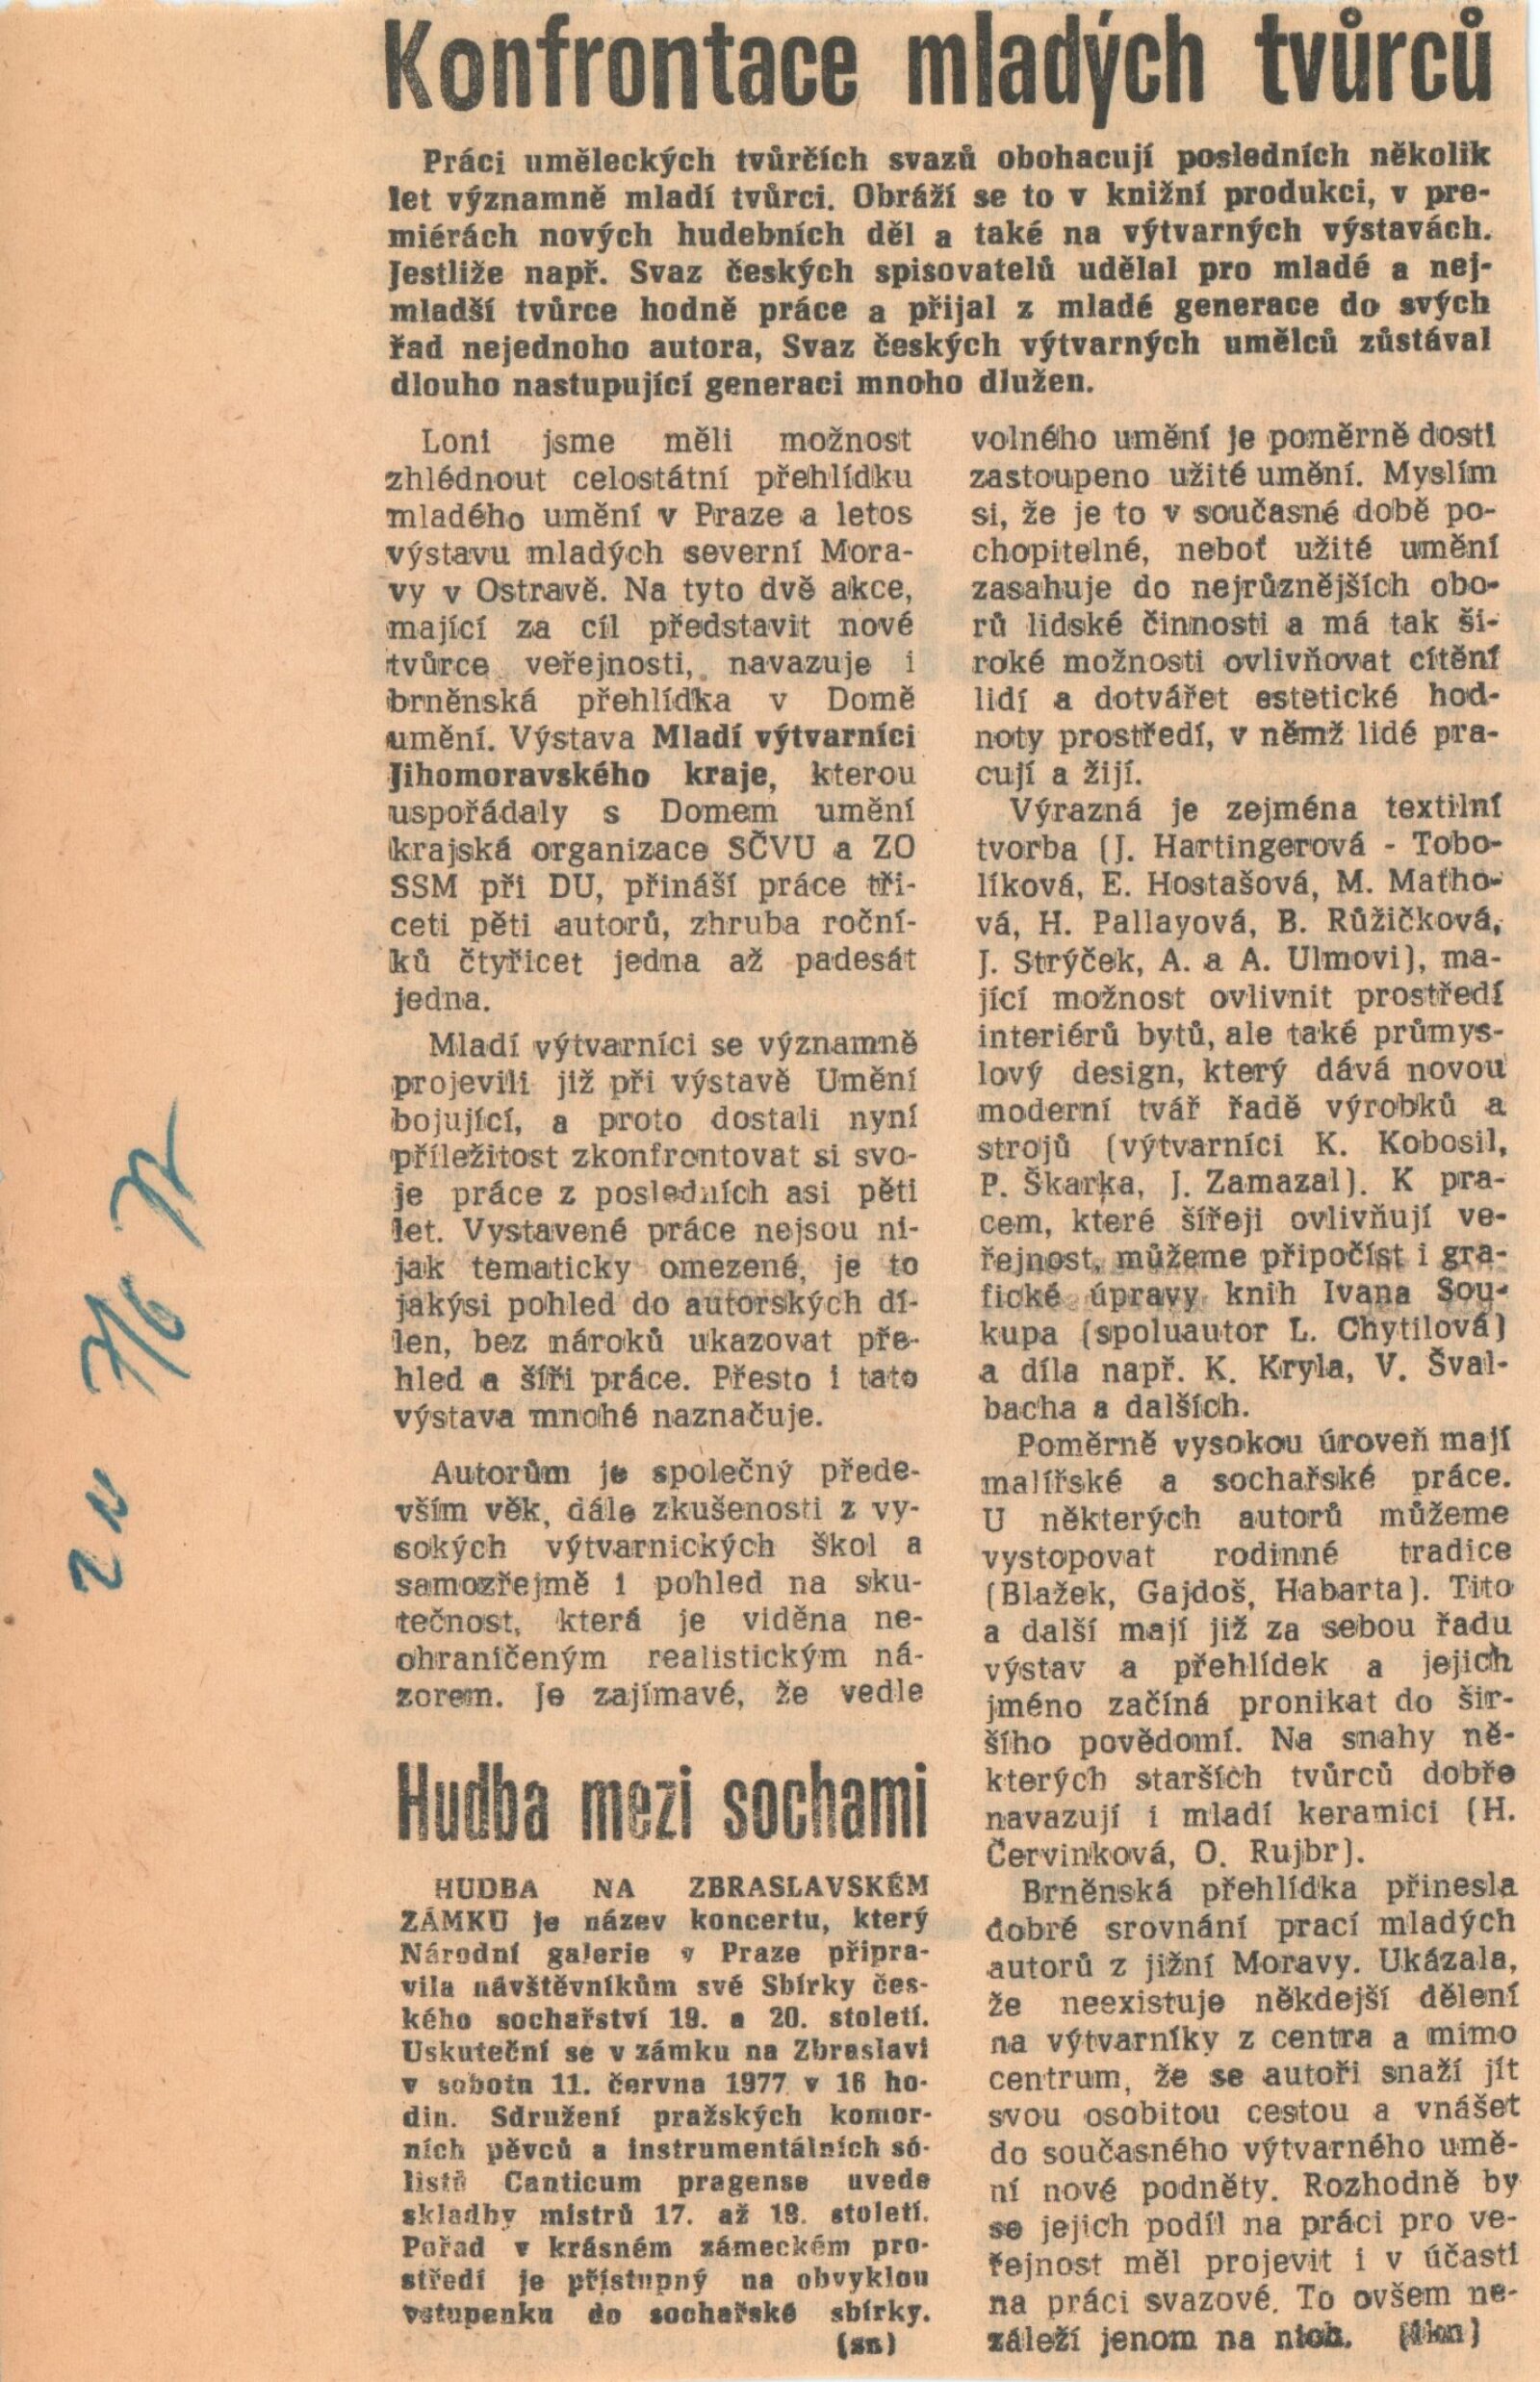 Konfrontace mladých tvůrců
Práci uměleckých tvůrčích svazů obohacují posledních několik
let významně mladí tvůrci. Obráží se to v knižní produkci, v pre-
miérách nových hudebních děl a také na výtvarných výstavách.
Jestliže např. Svaz českých spisovatelů udělal pro mladé a nej-
mladší tvůrce hodně práce a přijal z mladé generace do svých
řad nejednoho autora, Svaz českých výtvarných umělců zůstával
dlouho nastupující generaci mnoho dlužen.
Loni jsme měli možnost
zhlédnout celostátní přehlídku
mladého umění v Praze a letos
výstavu mladých severní Mora-
vy v Ostravě. Na tyto dvě akce,
mající za cíl představit nové
tvůrce veřejnosti, navazuje i
brněnská přehlídka v Domě
umění. Výstava Mladí výtvarníci
Jihomoravského kraje, kterou
uspořádaly s Domem umění
krajská organizace SČVU a ZO
SSM při DU, přináší práce tři-
ceti pěti autorů, zhruba roční-
ků čtyřicet jedna až padesát
jedna.
Mladí výtvarníci se významně
projevili již při výstavě Umění
bojující, a proto dostali nyní
příležitost zkonfrontovat si svo-
je práce z posledních asi pěti
let. Vystavené práce nejsou ni-
jak tematicky omezené, je to
jakýsi pohled do autorských dí-
len, bez nároků ukazovat pře-
hled a šíři práce. Přesto i tato
výstava mnohé naznačuje.
Autorům je společný přede-
vším věk, dále zkušenosti z vy-
sokých výtvarnických škol a
samozřejmě i pohled na sku-
tečnost, která je viděna ne-
ohraničeným realistickým ná-
zorem. Je zajímavé, že vedle
volného umění je poměrně dosti
zastoupeno užité umění. Myslím
si, že je to v současné době po-
chopitelné, neboť užité umění
zasahuje do nejrůznějších obo-
rů lidské činnosti a má tak ši-
roké možnosti ovlivňovat cítění
lidí a dotvářet estetické hod-
noty prostředí, v němž lidé pra-
cují a žijí.
Výrazná je zejména textilní
tvorba (J. Hartingerová - Tobo-
líková, E. Hostašová, M. Maťho-
vá, H. Pallayová, B. Růžičková,
J. Strýček, A. a A. Ulmovi), ma-
jící možnost ovlivnit prostředí
interiérů bytů, ale také průmys-
lový design, který dává novou
moderní tvář řadě výrobků a
strojů (výtvarníci K. Kobosil,
P. Škarka, J. Zamazal). K pra-
cem, které šířeji ovlivňují ve-
řejnost, můžeme připočíst i gra-
fické úpravy knih Ivana Sou-
kupa (spoluautor L. Chytilová)
a díla např. K. Kryla, V. Šval-
bacha a dalších.
Poměrně vysokou úroveň mají
malířské a sochařské práce.
U některých autorů můžeme
vystopovat rodinné tradice
(Blažek, Gajdoš, Habarta). Tito
a další mají již za sebou řadu
výstav a přehlídek a jejich
jméno začíná pronikat do šir-
šího povědomí. Na snahy ně-
kterých starších tvůrců dobře
navazují i mladí keramici (H.
Červinková, O. Rujbr).
Brněnská přehlídka přinesla
dobré srovnání prací mladých
autorů z jižní Moravy. Ukázala,
že neexistuje někdejší dělení
na výtvarníky z centra a mimo
centrum, že se autoři snaží jít
svou osobitou cestou a vnášet
do současného výtvarného umě-
ní nové podněty. Rozhodně by
se jejich podíl na práci pro ve-
řejnost měl projevit i v účasti
na práci svazové. To ovšem ne-
záleží jenom na nich.
Hudba mezi sochami
HUDBA NA ZBRASLAVSKÉM
ZÁMKU je název koncertu, který
Národní galerie v Praze připra-
vila návštěvníkům své Sbírky čes-
kého sochařství 19. a 20. století.
Uskuteční se v zámku na Zbraslavi
v sobotu 11. června 1977 v 16 ho-
din. Sdružení pražských komor-
ních pěvců a instrumentálních só-
listů Canticum pragense uvede
skladby mistrů 17. až 19. století.
Pořad v krásném zámeckém pro-
středí je přístupný na obvyklou
vstupenku do sochařské sbírky.
(sn)